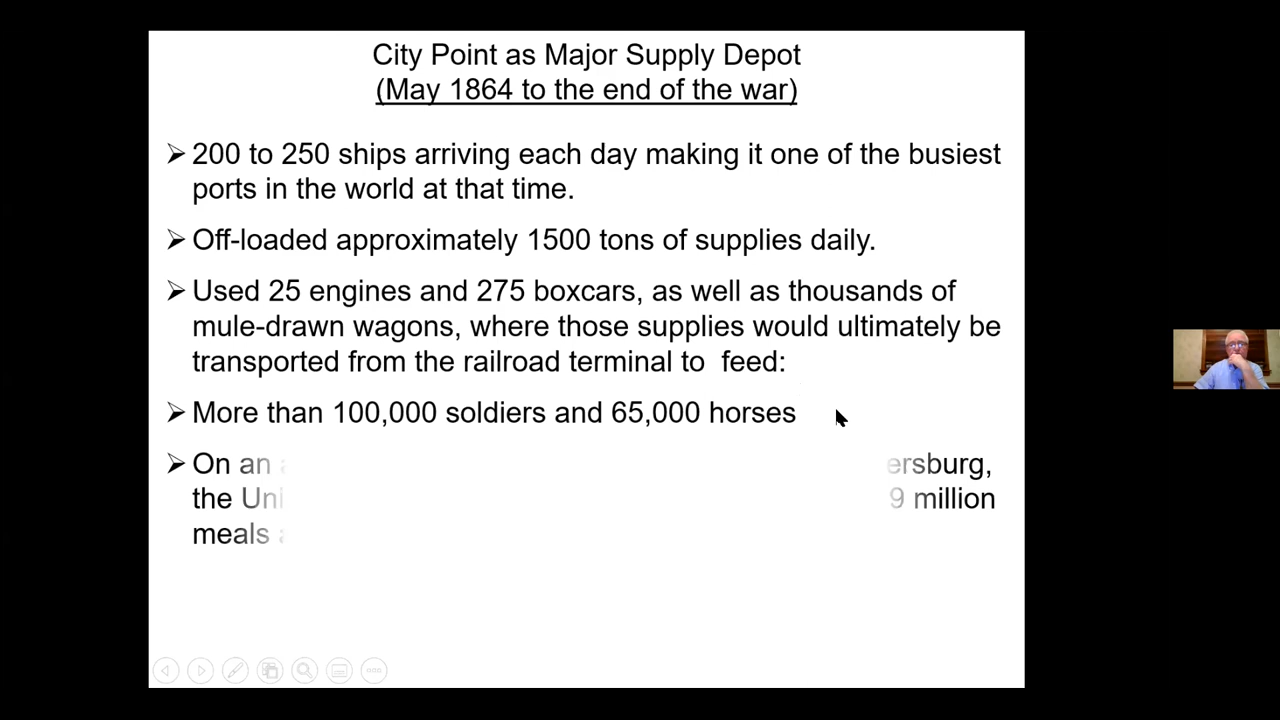 City Point as Major Supply Depot
(May 1864 to the end of the war)
➢ 200 to 250 ships arriving each day making it one of the busiest
ports in the world at that time.
➢ Off-loaded approximately 1500 tons of supplies daily.
➢ Used 25 engines and 275 boxcars, as well as thousands of
mule-drawn wagons, where those supplies would ultimately be
transported from the railroad terminal to feed:
➢ More than 100,000 soldiers and 65,000 horses
➢ On an
the
9 million
meals